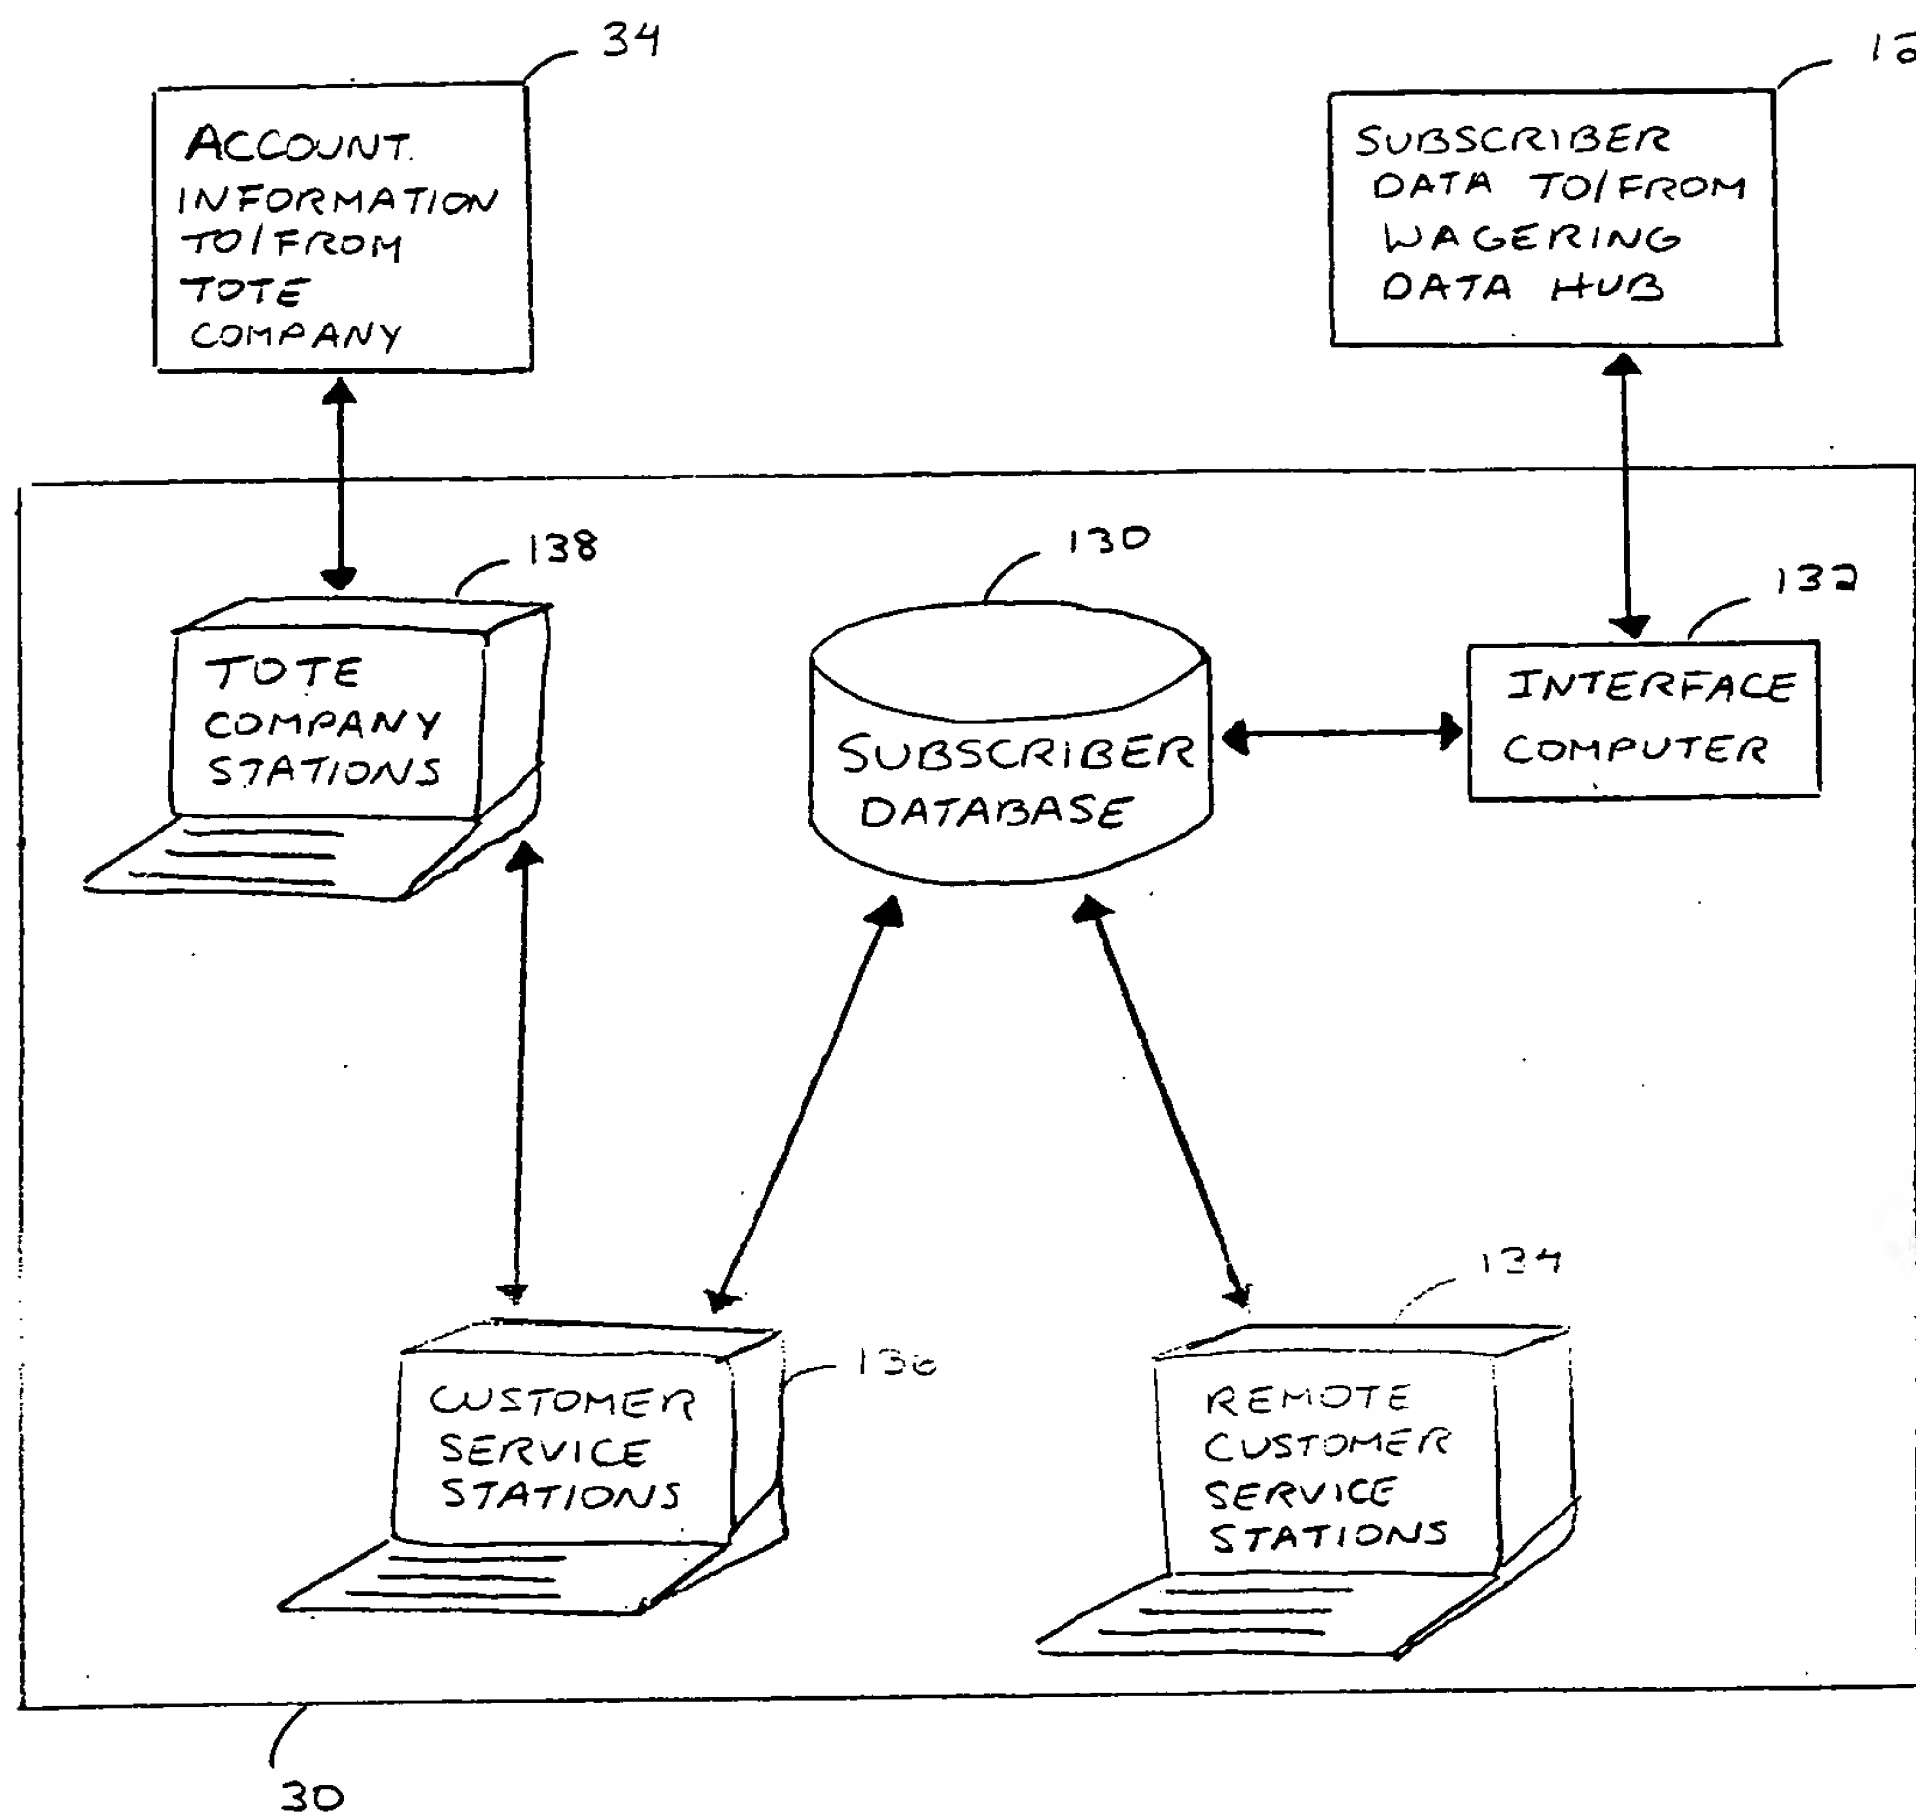 34
ACCOUNT
INFORMATION
TO/FROM
TOTE
COMPANY
SUBSCRIBER
DATA TO/FROM
WAGERING
DATA HUB
138
TOTE
COMPANY
STATIONS
130
SUBSCRIBER
DATABASE
132
INTERFACE
COMPUTER
136
CUSTOMER
SERVICE
STATIONS
134
REMOTE
CUSTOMER
SERVICE
STATIONS
30